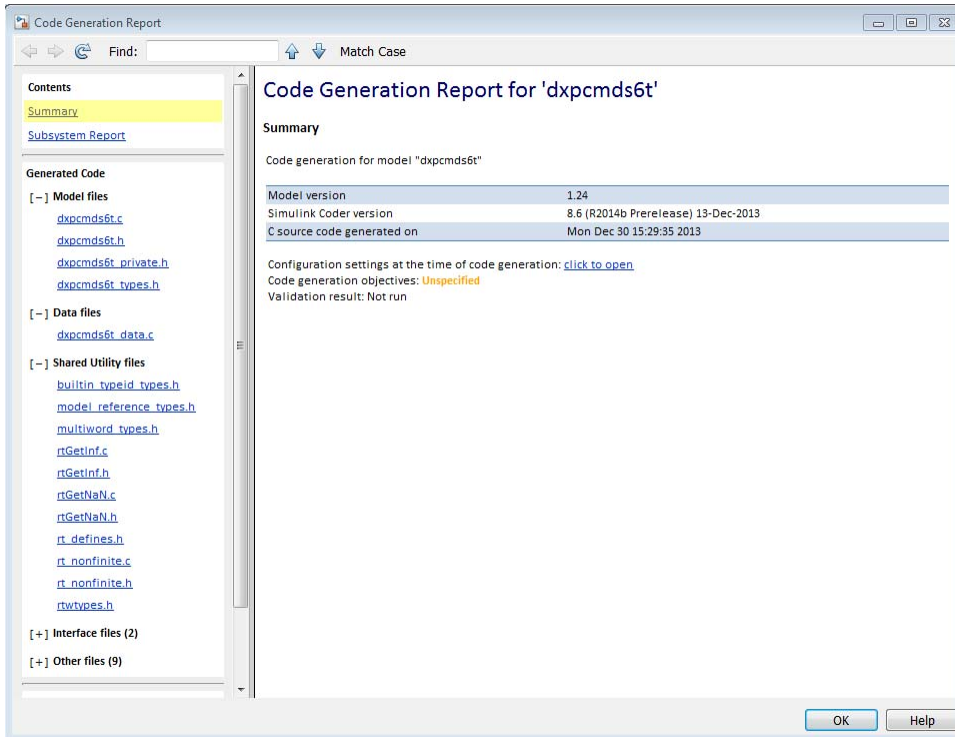 Code Generation Report
Find:
Match Case
Contents
Summary
Subsystem Report
Generated Code
[-] Model files
dxpcmds6t.c
dxpcmds6t.h
dxpcmds6t_private.h
dxpcmds6t_types.h
[-] Data files
dxpcmds6t_data.c
[-] Shared Utility files
builtin_typeid_types.h
model_reference_types.h
multiword_types.h
rtGetInf.c
rtGetInf.h
rtGetNaN.c
rtGetNaN.h
rt_defines.h
rt_nonfinite.c
rt_nonfinite.h
rtwtypes.h
[+] Interface files (2)
[+] Other files (9)
Code Generation Report for 'dxpcmds6t'
Summary
Code generation for model "dxpcmds6t"
Model version 1.24
Simulink Coder version 8.6 (R2014b Prerelease) 13-Dec-2013
C source code generated on Mon Dec 30 15:29:35 2013
Configuration settings at the time of code generation: click to open
Code generation objectives: Unspecified
Validation result: Not run
OK Help